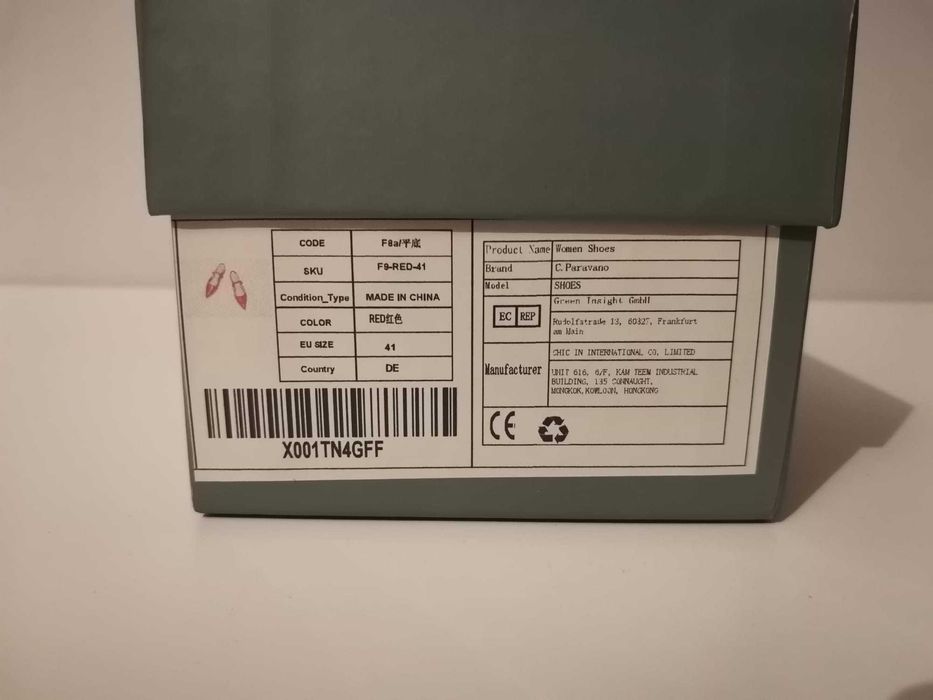 CODE F8a/平底
SKU F9-RED-41
Condition_Type MADE IN CHINA
COLOR RED红色
EU SIZE 41
Country DE
X001TN4GFF
Product Name Women Shoes
Brand C.Paravano
Model SHOES
EC REP
Green Insight GmbH
Rudolfstrade 13, 60327, Frankfurt
am Main
Manufacturer
CHIC IN INTERNATIONAL CO, LIMITED
UNIT 616, 6/F, KAM TEEM INDUSTRIAL
BUILDING, 135 CONNAUGHT,
MONGKOK,KOWLOON, HONGKONG
CE